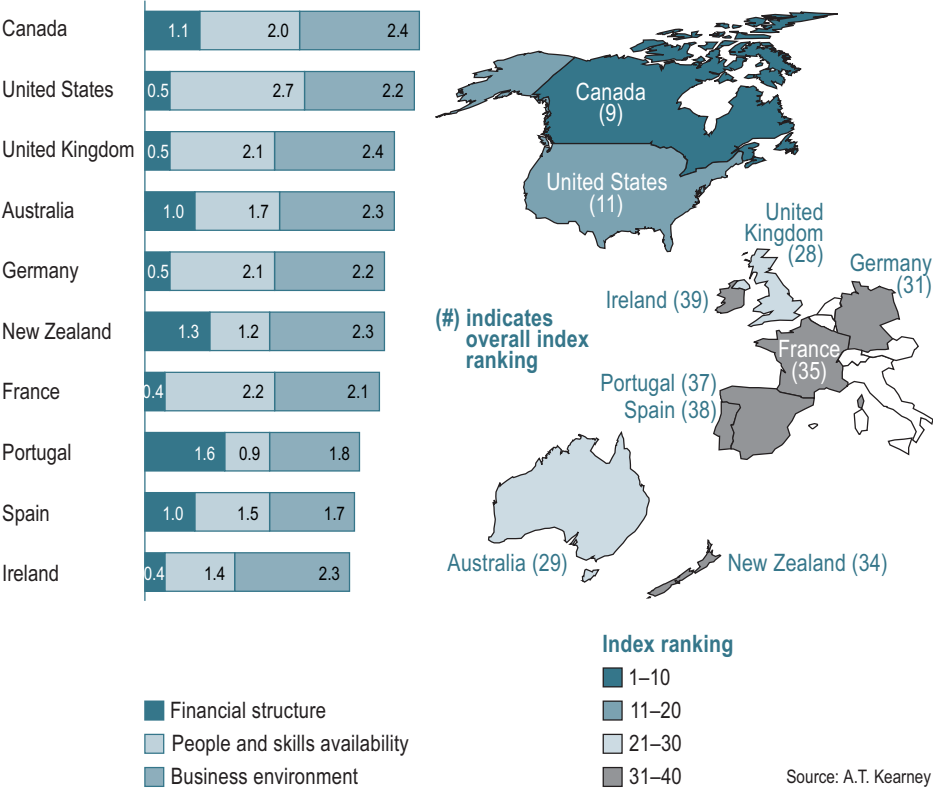 Canada 1.1 2.0 2.4
United States 0.5 2.7 2.2
United Kingdom 0.5 2.1 2.4
Australia 1.0 1.7 2.3
Germany 0.5 2.1 2.2
New Zealand 1.3 1.2 2.3
France 0.4 2.2 2.1
Portugal 1.6 0.9 1.8
Spain 1.0 1.5 1.7
Ireland 0.4 1.4 2.3
Financial structure
People and skills availability
Business environment
Canada
(9)
United States
(11)
United
Kingdom
(28)
Germany
(31)
Ireland (39)
(#) indicates
overall index
ranking
France
(35)
Portugal (37)
Spain (38)
Australia (29)
New Zealand (34)
Index ranking
1–10
11–20
21–30
31–40
Source: A.T. Kearney